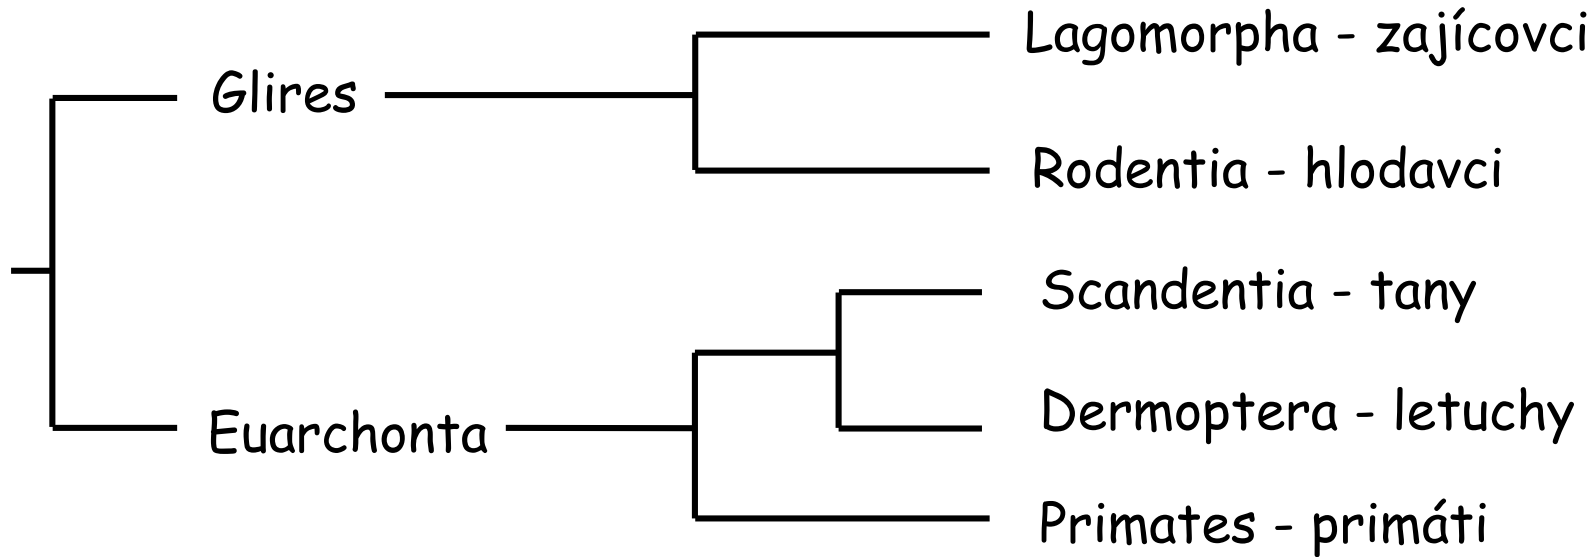 Lagomorpha - zajícovci
Glires
Rodentia - hlodavci
Scandentia - tany
Dermoptera - letuchy
Euarchonta
Primates - primáti